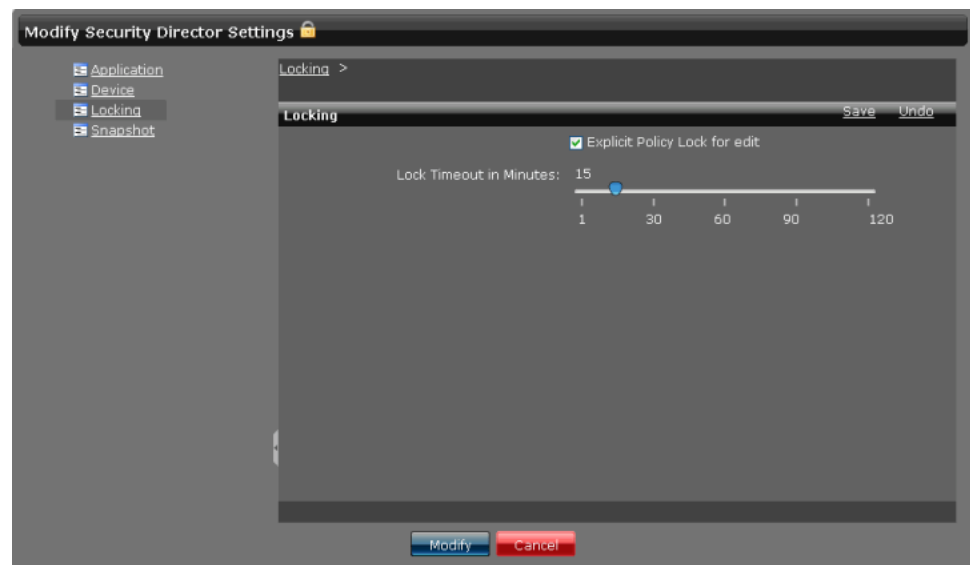 Modify Security Director Settings
Application
Device
Locking
Snapshot
Locking >
Locking Save Undo
Explicit Policy Lock for edit
Lock Timeout in Minutes: 15
1 30 60 90 120
Modify Cancel